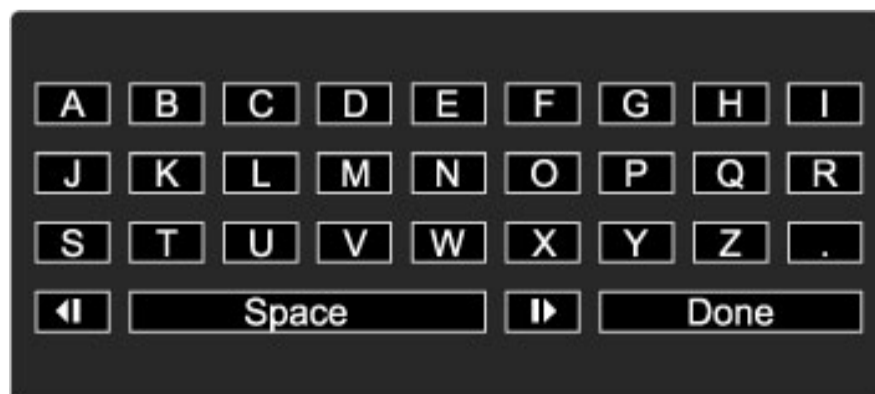 A B C D E F G H I
J K L M N O P Q R
S T U V W X Y Z .
Space Done